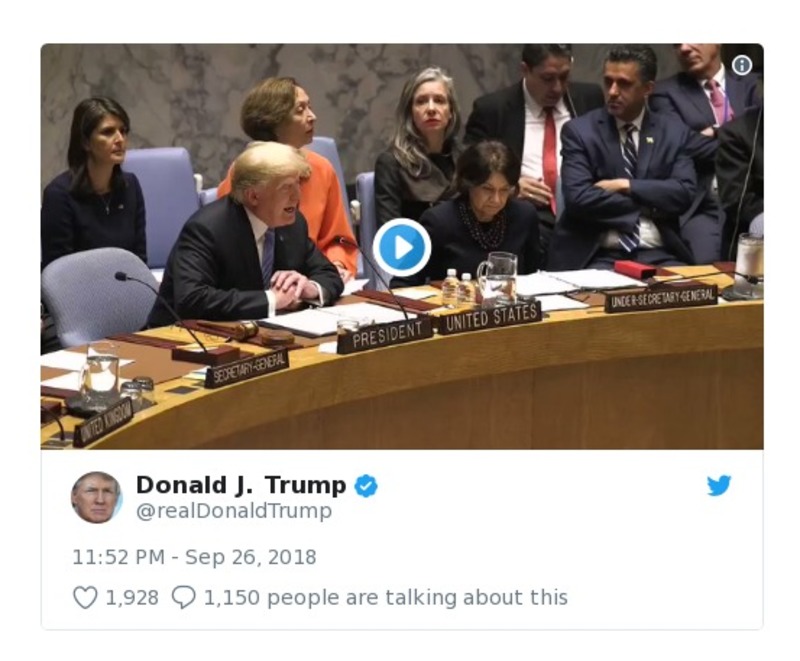 PRESIDENT
UNITED STATES
UNDER-SECRETARY-GENERAL
SECRETARY-GENERAL
UNITED KINGDOM
Donald J. Trump
@realDonaldTrump
11:52 PM - Sep 26, 2018
1,928 1,150 people are talking about this